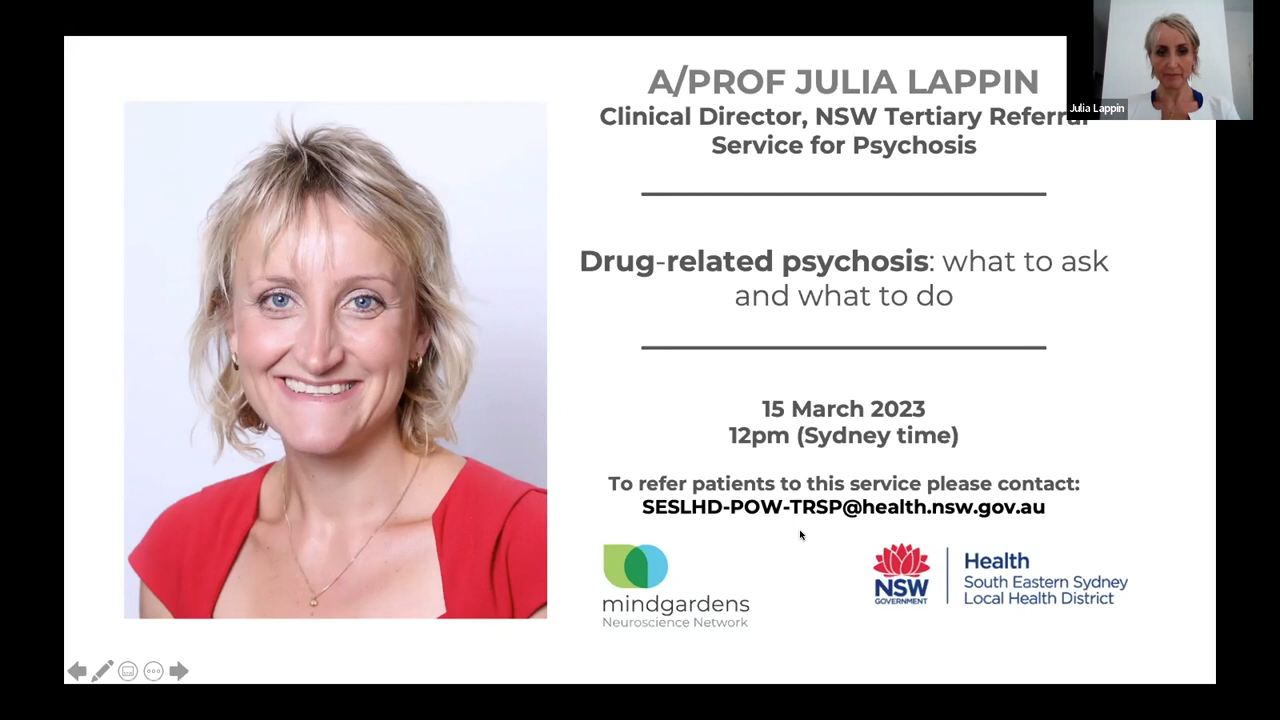 A/PROF JULIA LAPPIN
Julia Lappin
Clinical Director, NSW Tertiary Referral
Service for Psychosis
Drug-related psychosis: what to ask
and what to do
15 March 2023
12pm (Sydney time)
To refer patients to this service please contact:
SESLHD-POW-TRSP@health.nsw.gov.au
mindgardens
Neuroscience Network
NSW
GOVERNMENT
Health
South Eastern Sydney
Local Health District